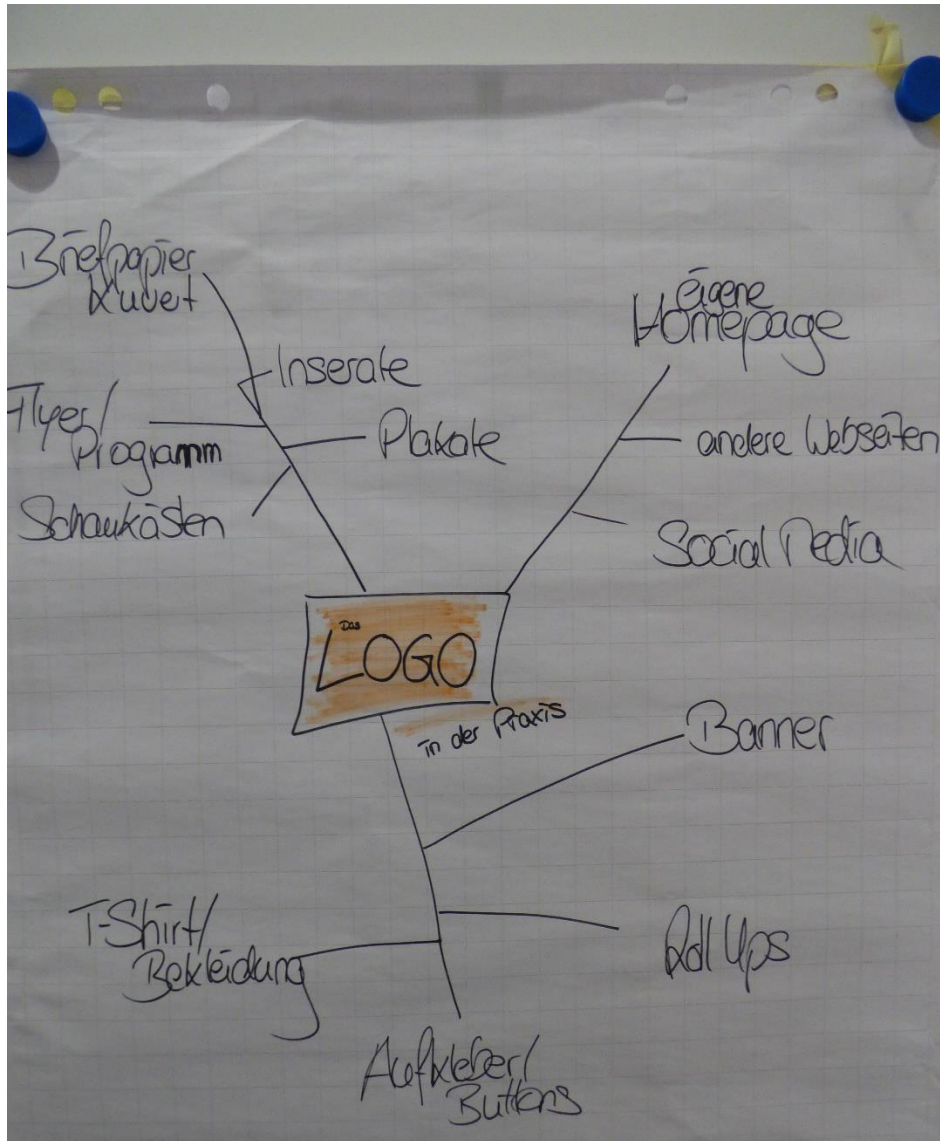 Briefpapier
Kuvert
Inserate
Flyer/
Programm
Plakate
Schaukästen
eigene
Homepage
andere Webseiten
Social Media
Das
LOGO
in der Praxis
Banner
Roll Ups
T-Shirt/
Bekleidung
Aufkleber/
Buttons